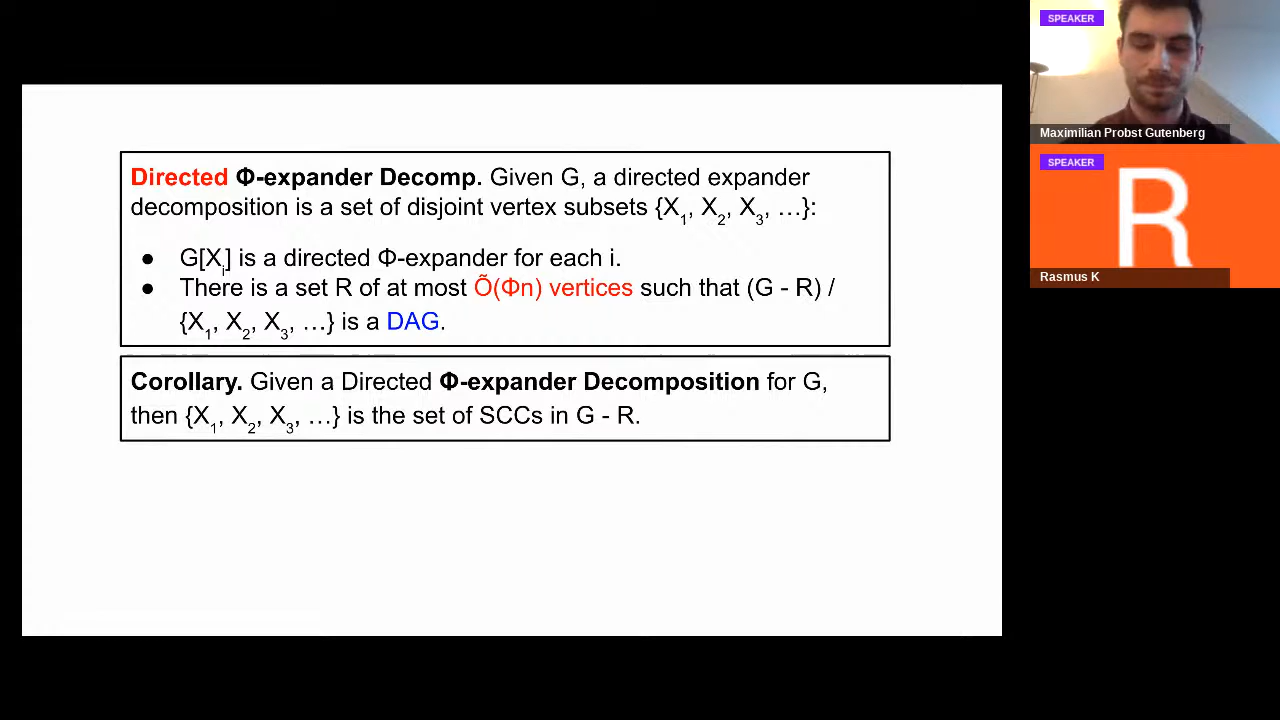 Directed Φ-expander Decomp. Given G, a directed expander
decomposition is a set of disjoint vertex subsets {X1, X2, X3, …}:
● G[Xi] is a directed Φ-expander for each i.
● There is a set R of at most Õ(Φn) vertices such that (G - R) /
{X1, X2, X3, …} is a DAG.
Corollary. Given a Directed Φ-expander Decomposition for G,
then {X1, X2, X3, …} is the set of SCCs in G - R.
SPEAKER
Maximilian Probst Gutenberg
SPEAKER
R
Rasmus K